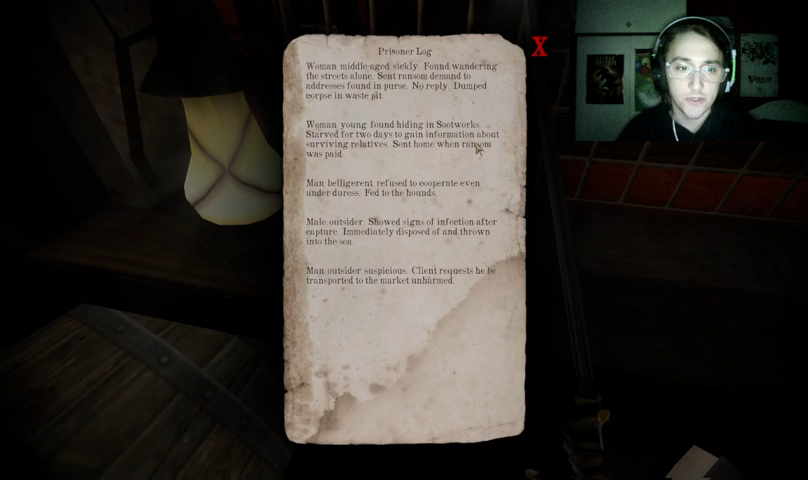 Prisoner Log
X
Woman middle-aged sickly. Found wandering
the streets alone. Sent ransom demand to
addresses found in purse. No reply. Dumped
corpse in waste pit.
Woman young found hiding in Sootworks.
Starved for two days to gain information about
surviving relatives. Sent home when ransom
was paid.
Man belligerent refused to cooperate even
under duress. Fed to the hounds.
Male outsider. Showed signs of infection after
capture. Immediately disposed of and thrown
into the sea.
Man outsider suspicious. Client requests he be
transported to the market unharmed.